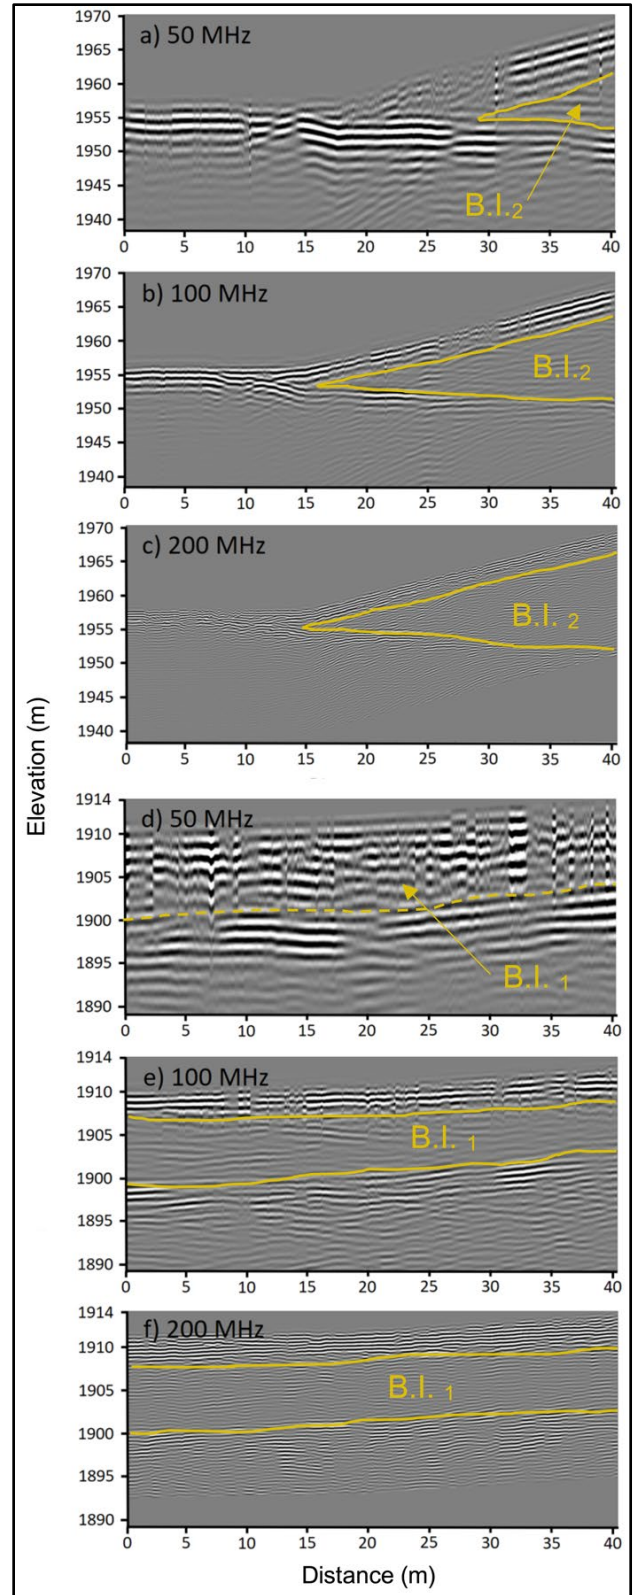 Elevation (m)
1970
1965
1960
1955
1950
1945
1940
a) 50 MHz
B.I.2
0 5 10 15 20 25 30 35 40
1970
1965
1960
1955
1950
1945
1940
b) 100 MHz
B.I.2
0 5 10 15 20 25 30 35 40
1970
1965
1960
1955
1950
1945
1940
c) 200 MHz
B.I. 2
0 5 10 15 20 25 30 35 40
1914
1910
1905
1900
1895
1890
d) 50 MHz
B.I. 1
0 5 10 15 20 25 30 35 40
1914
1910
1905
1900
1895
1890
e) 100 MHz
B.I. 1
0 5 10 15 20 25 30 35 40
1914
1910
1905
1900
1895
1890
f) 200 MHz
B.I. 1
0 5 10 15 20 25 30 35 40
Distance (m)